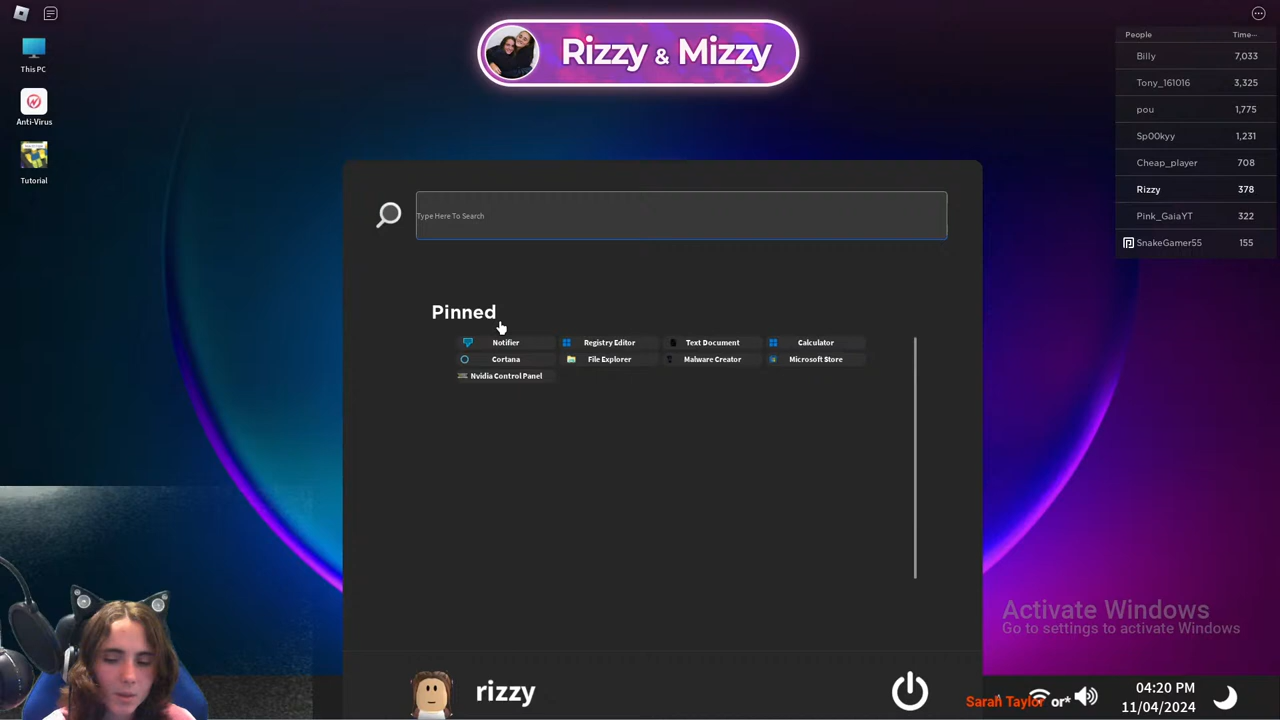 Rizzy & Mizzy
This PC
Anti-Virus
Tutorial
People Time...
Billy 7,033
Tony_161016 3,325
pou 1,775
Sp00kyy 1,231
Cheap_player 708
Rizzy 378
Pink_GaiaYT 322
SnakeGamer55 155
Type Here To Search
Pinned
Notifier Registry Editor Text Document Calculator
Cortana File Explorer Malware Creator Microsoft Store
Nvidia Control Panel
Activate Windows
Go to settings to activate Windows
rizzy
Sarah Taylor or*
04:20 PM
11/04/2024